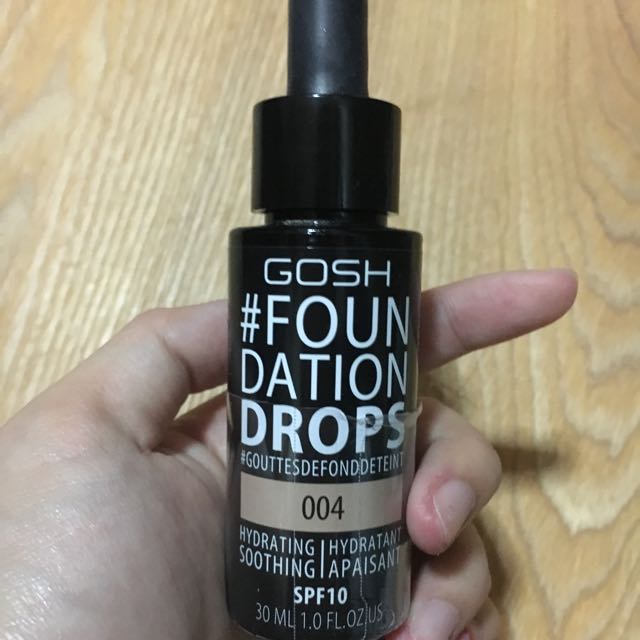 GOSH
#FOUN
DATION
DROPS
#GOUTTESDEFONDDETEINT
004
HYDRATING | HYDRATANT
SOOTHING | APAISANT
SPF10
30 ML 1.0 FL.OZ.US